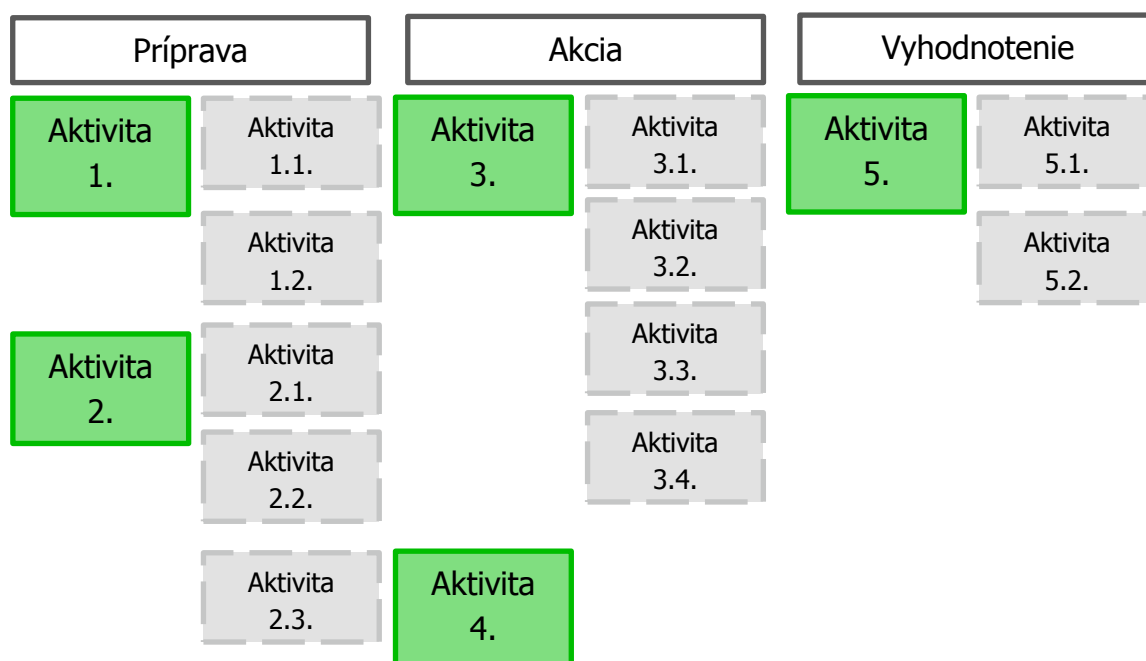 Príprava
Aktivita
1.
Aktivita
1.1.
Aktivita
1.2.
Aktivita
2.
Aktivita
2.1.
Aktivita
2.2.
Aktivita
2.3.
Akcia
Aktivita
3.
Aktivita
3.1.
Aktivita
3.2.
Aktivita
3.3.
Aktivita
3.4.
Aktivita
4.
Vyhodnotenie
Aktivita
5.
Aktivita
5.1.
Aktivita
5.2.